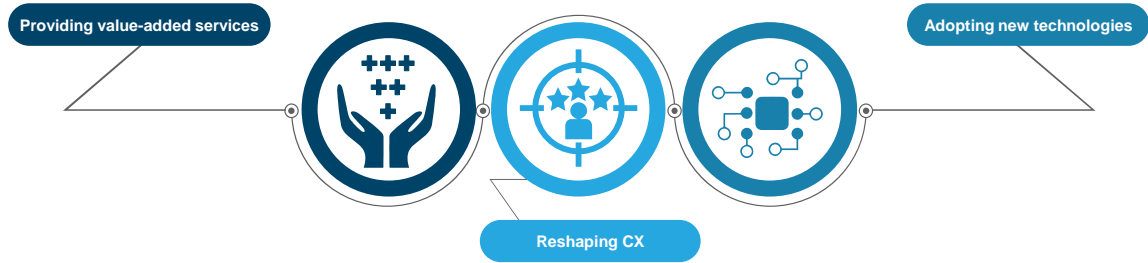 Providing value-added services
Adopting new technologies
Reshaping CX